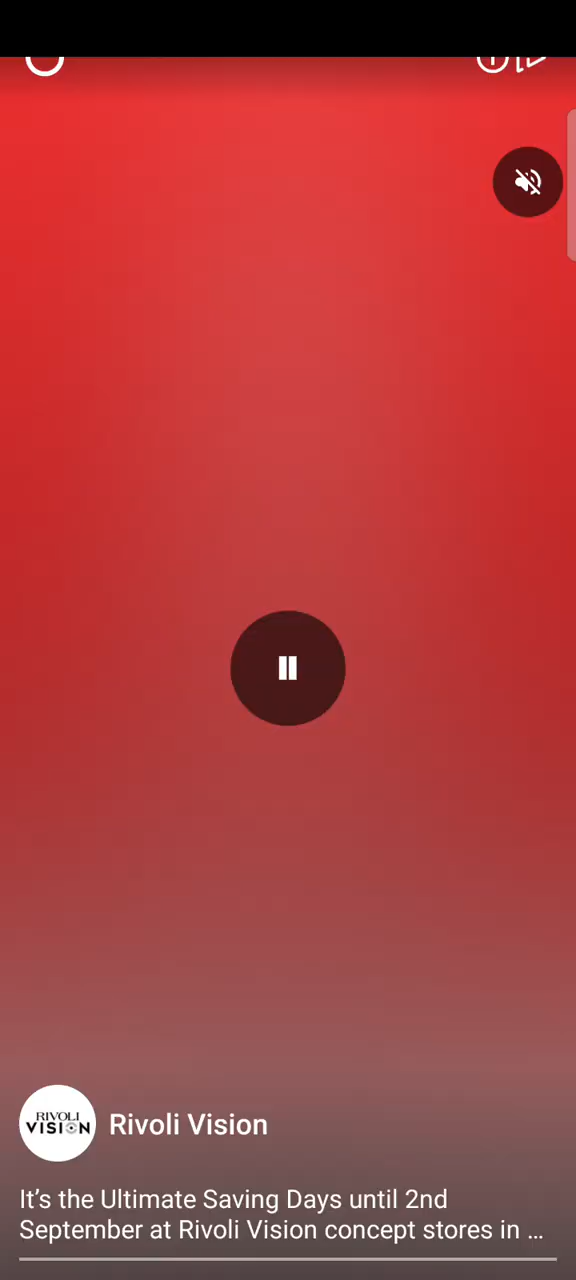 RIVOLI
VISION
Rivoli Vision
It’s the Ultimate Saving Days until 2nd
September at Rivoli Vision concept stores in ...